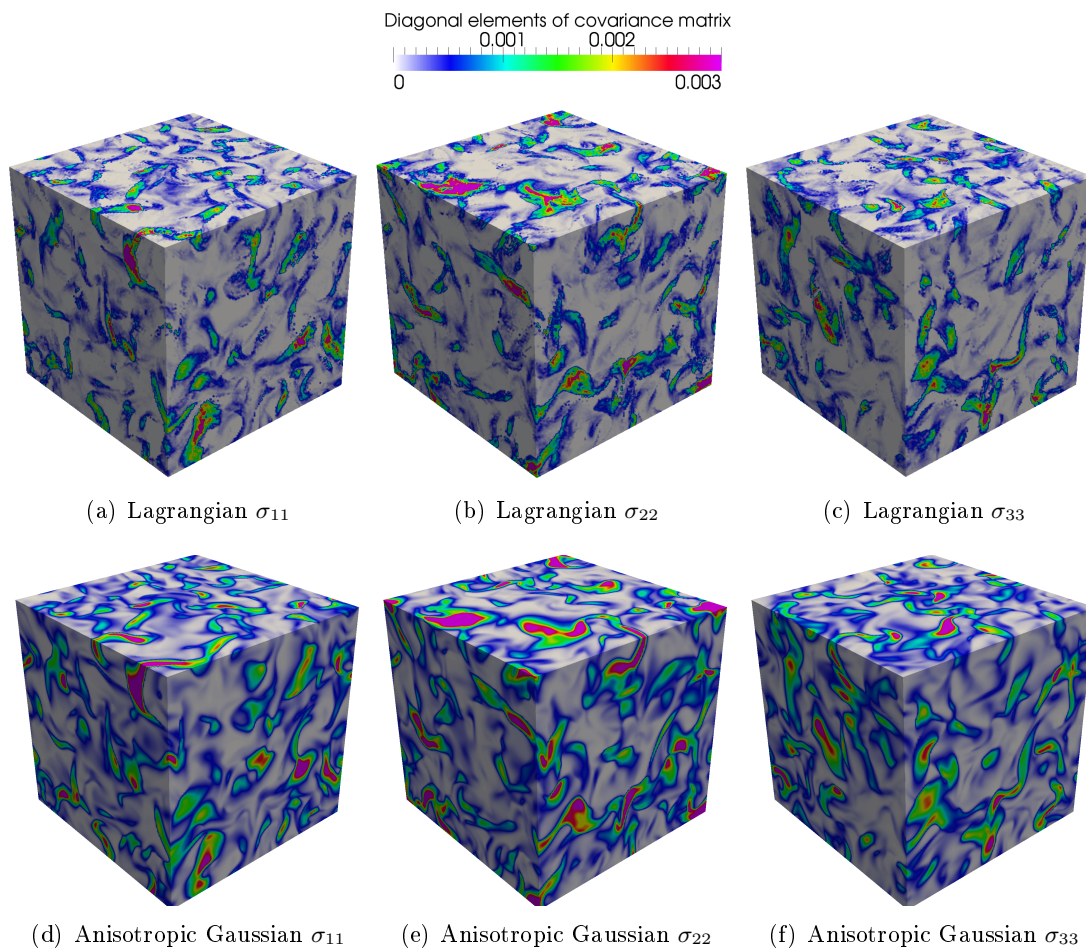 Diagonal elements of covariance matrix
0.001 0.002
0 0.003
(a) Lagrangian σ₁₁ (b) Lagrangian σ₂₂ (c) Lagrangian σ₃₃
(d) Anisotropic Gaussian σ₁₁ (e) Anisotropic Gaussian σ₂₂ (f) Anisotropic Gaussian σ₃₃